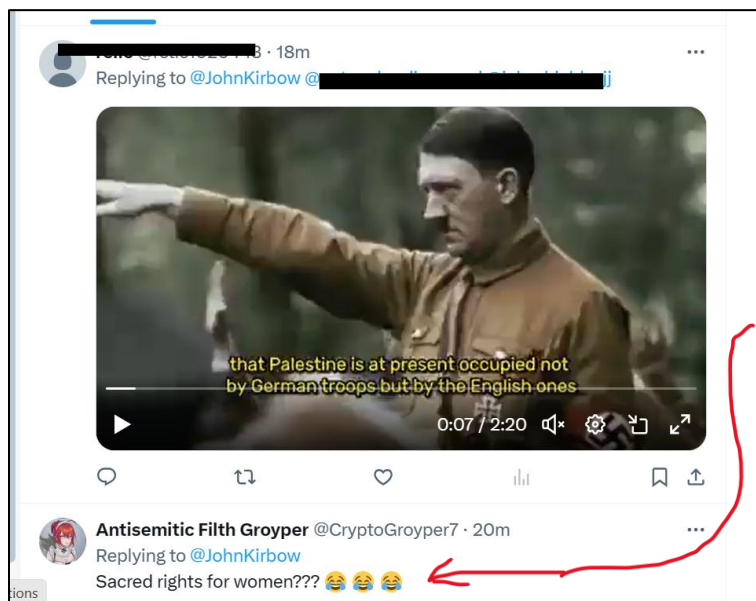 · 18m
Replying to @JohnKirbow @
jj
that Palestine is at present occupied not
by German troops but by the English ones
0:07 / 2:20
Antisemitic Filth Groyper @CryptoGroyper7 · 20m
Replying to @JohnKirbow
Sacred rights for women??? 😂 😂 😂
tions